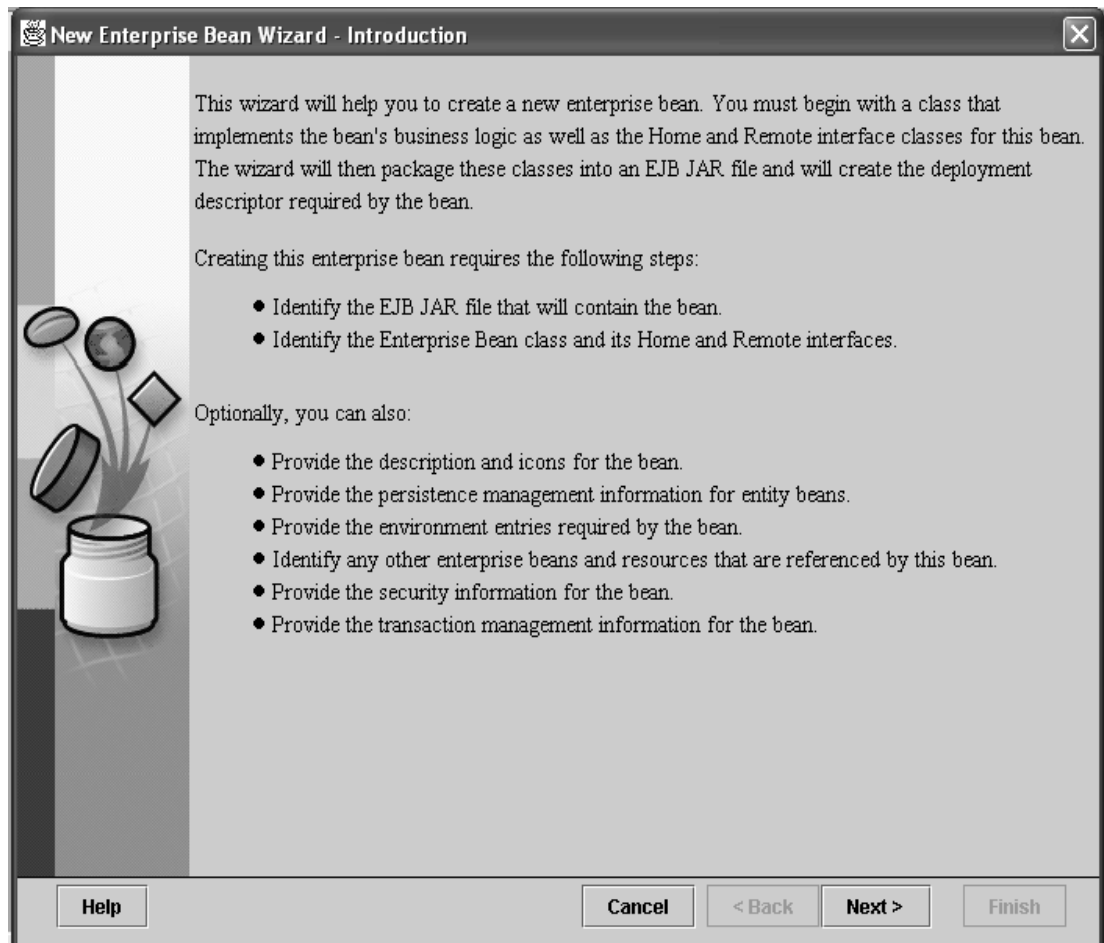 New Enterprise Bean Wizard - Introduction
This wizard will help you to create a new enterprise bean. You must begin with a class that
implements the bean's business logic as well as the Home and Remote interface classes for this bean.
The wizard will then package these classes into an EJB JAR file and will create the deployment
descriptor required by the bean.
Creating this enterprise bean requires the following steps:
● Identify the EJB JAR file that will contain the bean.
● Identify the Enterprise Bean class and its Home and Remote interfaces.
Optionally, you can also:
● Provide the description and icons for the bean.
● Provide the persistence management information for entity beans.
● Provide the environment entries required by the bean.
● Identify any other enterprise beans and resources that are referenced by this bean.
● Provide the security information for the bean.
● Provide the transaction management information for the bean.
Help Cancel < Back Next > Finish